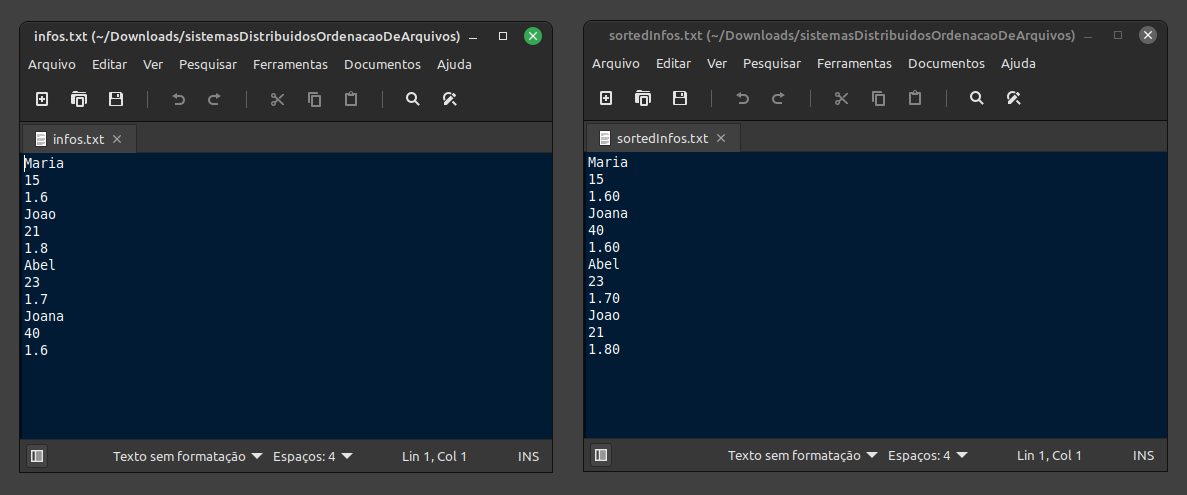 infos.txt (~/Downloads/sistemasDistribuidosOrdenacaoDeArquivos)
Arquivo Editar Ver Pesquisar Ferramentas Documentos Ajuda
infos.txt
Maria
15
1.6
Joao
21
1.8
Abel
23
1.7
Joana
40
1.6
Texto sem formatação Espaços: 4 Lin 1, Col 1 INS
sortedInfos.txt (~/Downloads/sistemasDistribuidosOrdenacaoDeArquivos)
Arquivo Editar Ver Pesquisar Ferramentas Documentos Ajuda
sortedInfos.txt
Maria
15
1.60
Joana
40
1.60
Abel
23
1.70
Joao
21
1.80
Texto sem formatação Espaços: 4 Lin 1, Col 1 INS